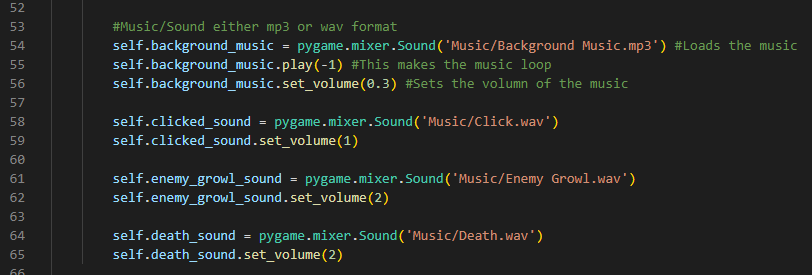 52
53 #Music/Sound either mp3 or wav format
54 self.background_music = pygame.mixer.Sound('Music/Background Music.mp3') #Loads the music
55 self.background_music.play(-1) #This makes the music loop
56 self.background_music.set_volume(0.3) #Sets the volumn of the music
57
58 self.clicked_sound = pygame.mixer.Sound('Music/Click.wav')
59 self.clicked_sound.set_volume(1)
60
61 self.enemy_growl_sound = pygame.mixer.Sound('Music/Enemy Growl.wav')
62 self.enemy_growl_sound.set_volume(2)
63
64 self.death_sound = pygame.mixer.Sound('Music/Death.wav')
65 self.death_sound.set_volume(2)
66